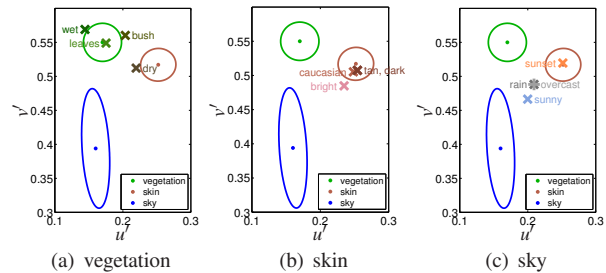 0.55
0.5
0.45
v′
0.4
0.35
0.3
0.1
0.2
0.3
u′
wet
bush
leaves
dry
vegetation
skin
sky
(a) vegetation
0.55
0.5
0.45
v′
0.4
0.35
0.3
0.1
0.2
0.3
u′
caucasian
tan, dark
bright
vegetation
skin
sky
(b) skin
0.55
0.5
0.45
v′
0.4
0.35
0.3
0.1
0.2
0.3
u′
sunset
rain
overcast
sunny
vegetation
skin
sky
(c) sky